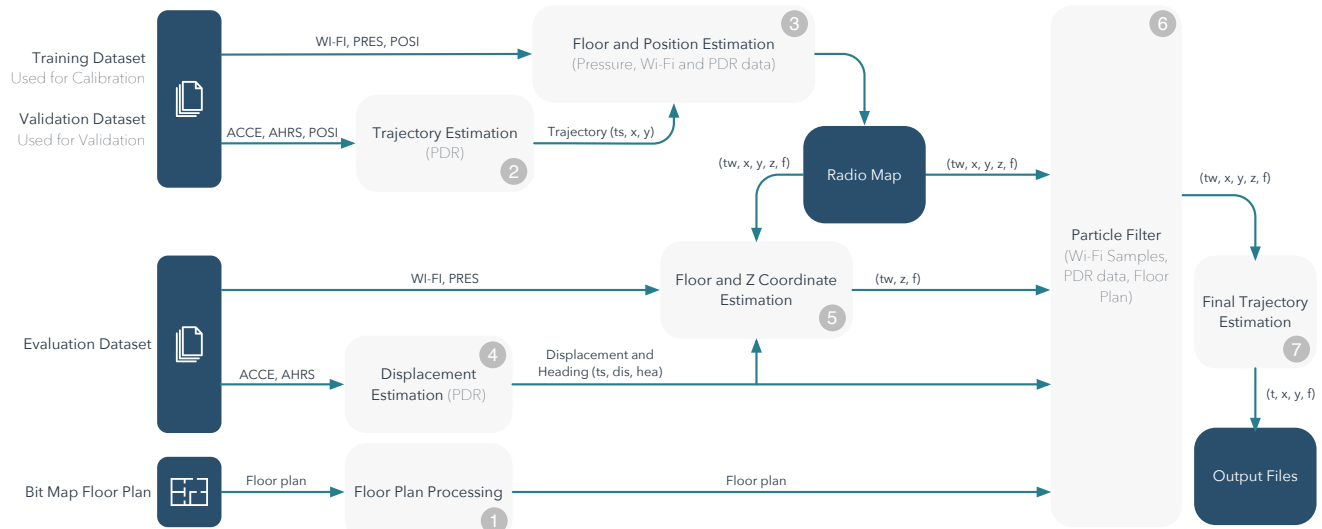 Training Dataset
Used for Calibration
Validation Dataset
Used for Validation
WI-FI, PRES, POSI
ACCE, AHRS, POSI
Trajectory Estimation
(PDR)
2
Trajectory (ts, x, y)
3
Floor and Position Estimation
(Pressure, Wi-Fi and PDR data)
Radio Map
(tw, x, y, z, f)
(tw, x, y, z, f)
Evaluation Dataset
WI-FI, PRES
ACCE, AHRS
4
Displacement
Estimation (PDR)
Displacement and
Heading (ts, dis, hea)
Floor and Z Coordinate
Estimation
5
(tw, z, f)
Bit Map Floor Plan
Floor plan
Floor Plan Processing
1
Floor plan
6
Particle Filter
(Wi-Fi Samples,
PDR data, Floor
Plan)
(tw, x, y, z, f)
Final Trajectory
Estimation
7
(t, x, y, f)
Output Files